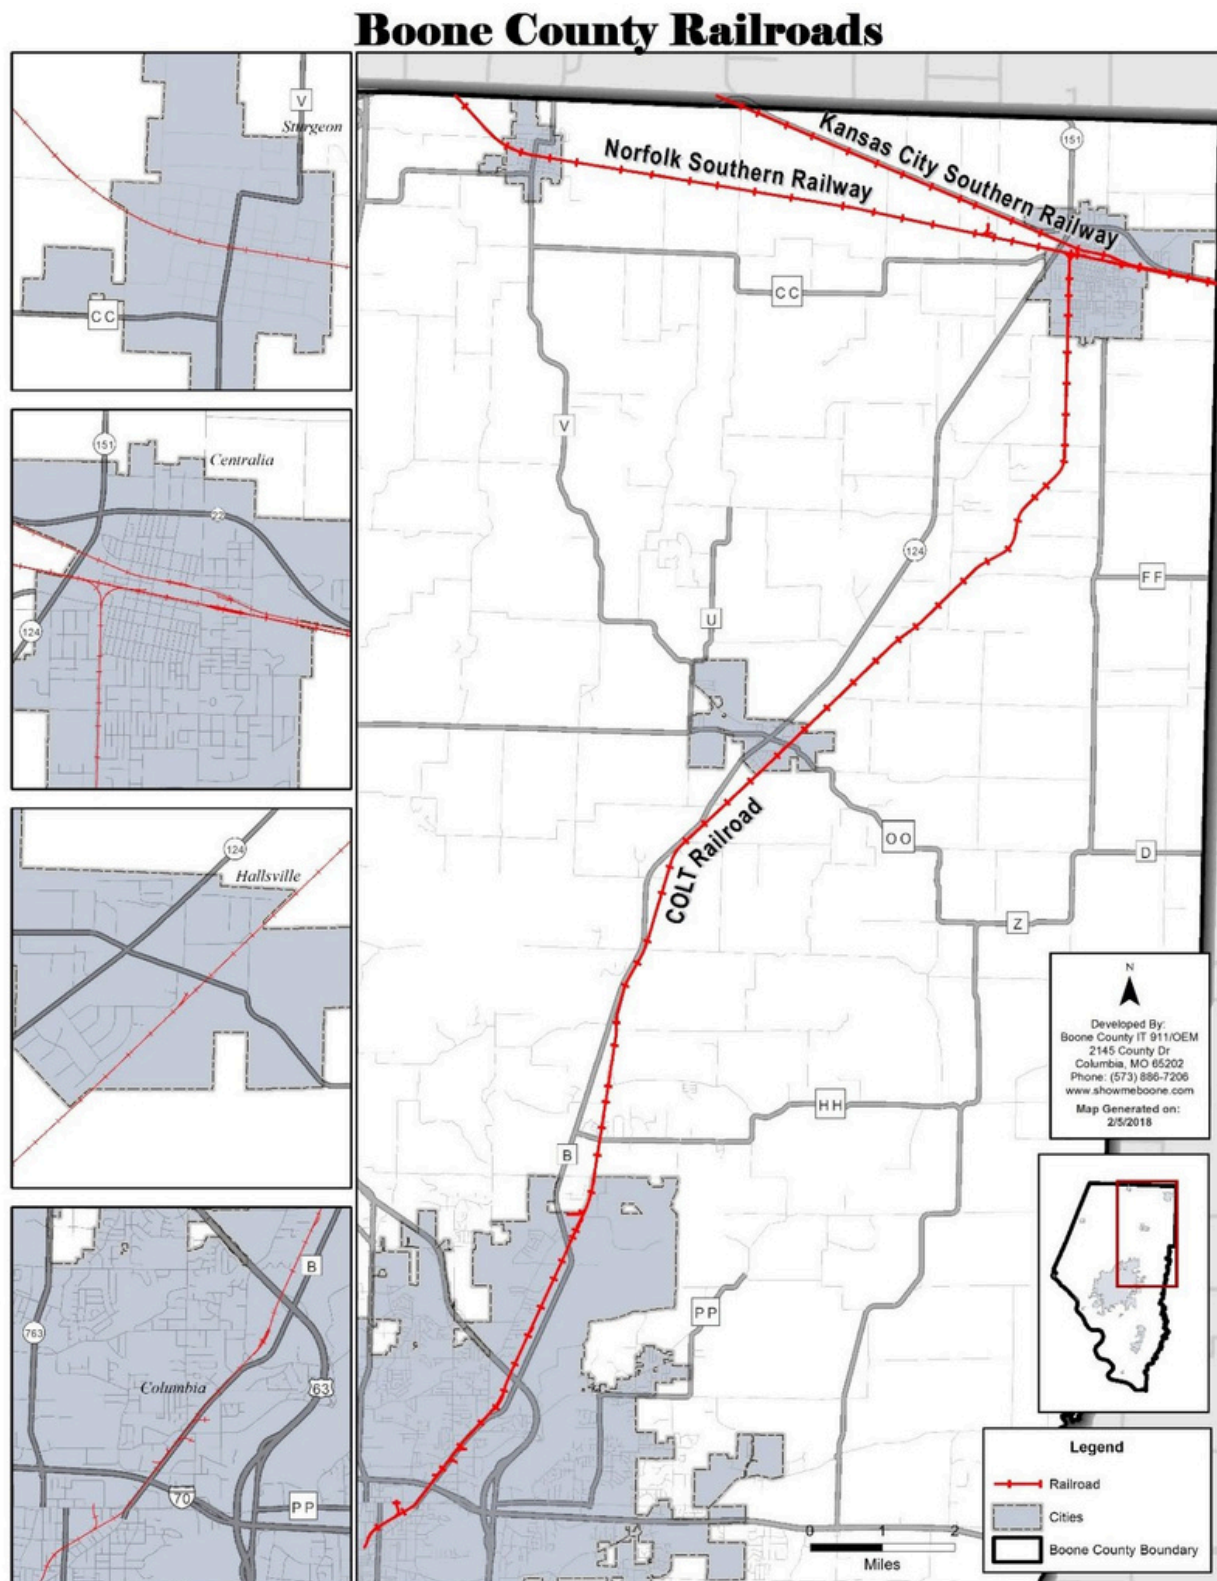 Boone County Railroads
V
Sturgeon
CC
151
Centralia
22
124
124
Hallsville
B
763
Columbia
63
70
PP
Kansas City Southern Railway
Norfolk Southern Railway
151
CC
V
124
FF
U
OO
D
COLT Railroad
Z
HH
B
PP
N
Developed By:
Boone County IT 911/OEM
2145 County Dr
Columbia, MO 65202
Phone: (573) 886-7206
www.showmeboone.com
Map Generated on:
2/5/2018
Legend
Railroad
Cities
Boone County Boundary
0 1 2
Miles